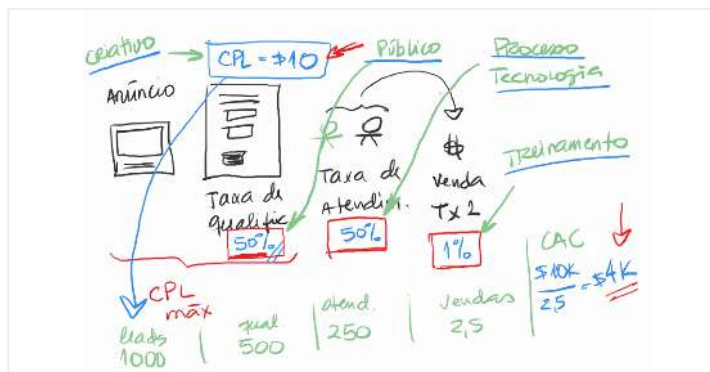 criativo
CPL = $10
Público
Processo
Tecnologia
Anúncio
Treinamento
Taxa de
qualific
50%
Taxa de
Atendim.
50%
$
Venda
Tx 2
1%
CAC
$10K
2,5
= $4K
CPL
máx
leads
1000
qual
500
atend.
250
vendas
2,5